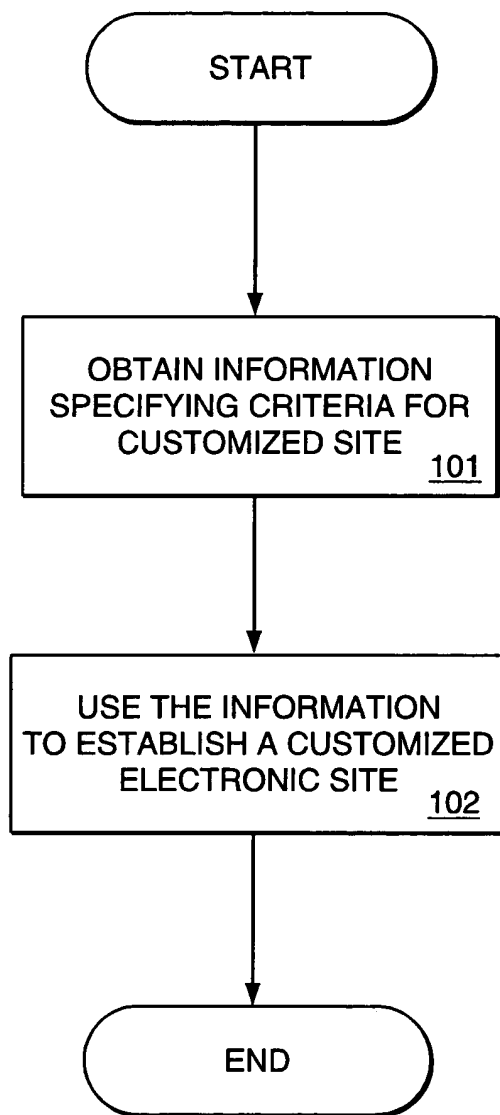 START
OBTAIN INFORMATION
SPECIFYING CRITERIA FOR
CUSTOMIZED SITE
101
USE THE INFORMATION
TO ESTABLISH A CUSTOMIZED
ELECTRONIC SITE
102
END